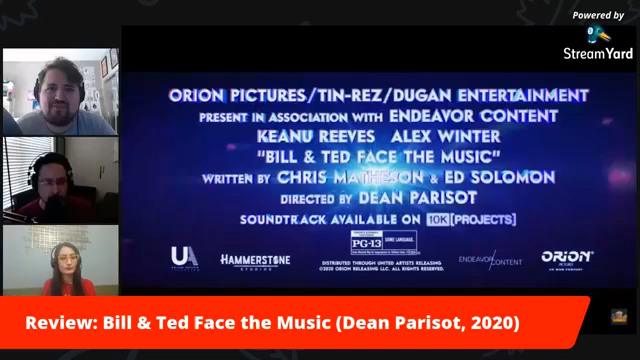 Powered by
StreamYard
ORION PICTURES/TIN-REZ/DUGAN ENTERTAINMENT
PRESENT IN ASSOCIATION WITH ENDEAVOR CONTENT
KEANU REEVES ALEX WINTER
"BILL & TED FACE THE MUSIC"
WRITTEN BY CHRIS MATHESON & ED SOLOMON
DIRECTED BY DEAN PARISOT
SOUNDTRACK AVAILABLE ON 10K [PROJECTS]
PG-13 SOME LANGUAGE.
UA
HAMMERSTONE
STUDIOS
DISTRIBUTED THROUGH UNITED ARTISTS RELEASING
©2020 ORION RELEASING LLC. ALL RIGHTS RESERVED.
ENDEAVOR CONTENT
ORION
PICTURES
Review: Bill & Ted Face the Music (Dean Parisot, 2020)